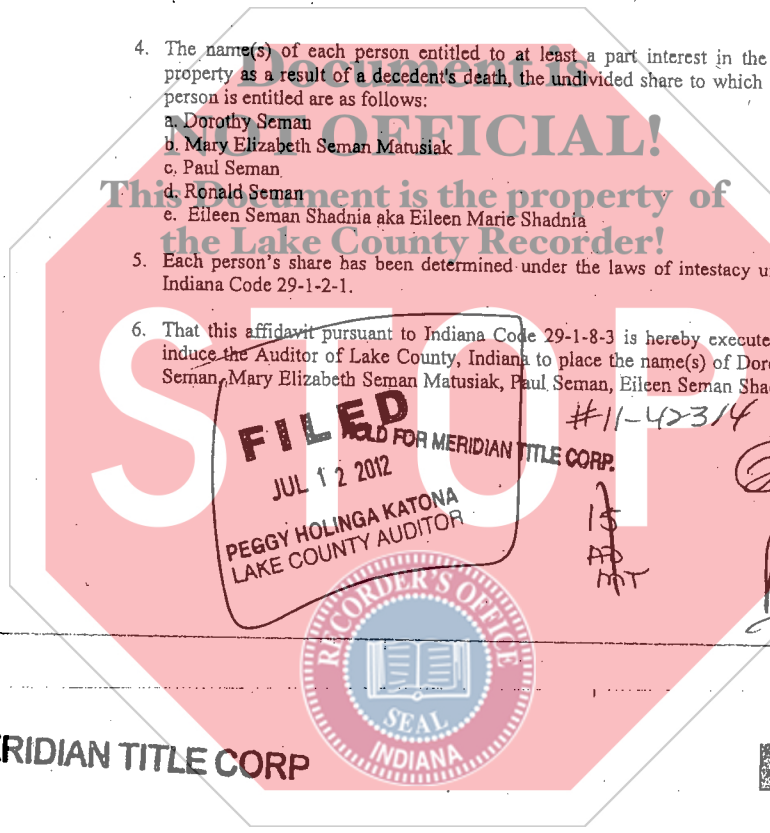 4. The name(s) of each person entitled to at least a part interest in the
property as a result of a decedent's death, the undivided share to which
person is entitled are as follows:
a. Dorothy Seman
b. Mary Elizabeth Seman Matusiak
c. Paul Seman
d. Ronald Seman
e. Eileen Seman Shadnia aka Eileen Marie Shadnia
Document is
NOT OFFICIAL!
This Document is the property of
the Lake County Recorder!
5. Each person's share has been determined under the laws of intestacy u
Indiana Code 29-1-2-1.
6. That this affidavit pursuant to Indiana Code 29-1-8-3 is hereby execute
induce the Auditor of Lake County, Indiana to place the name(s) of Dor
Seman, Mary Elizabeth Seman Matusiak, Paul Seman, Eileen Seman Sha
STOP
#11-42314
FILED
HOLD FOR MERIDIAN TITLE CORP.
JUL 12 2012
PEGGY HOLINGA KATONA
LAKE COUNTY AUDITOR
RECORDER'S OFFICE
SEAL
INDIANA
RIDIAN TITLE CORP